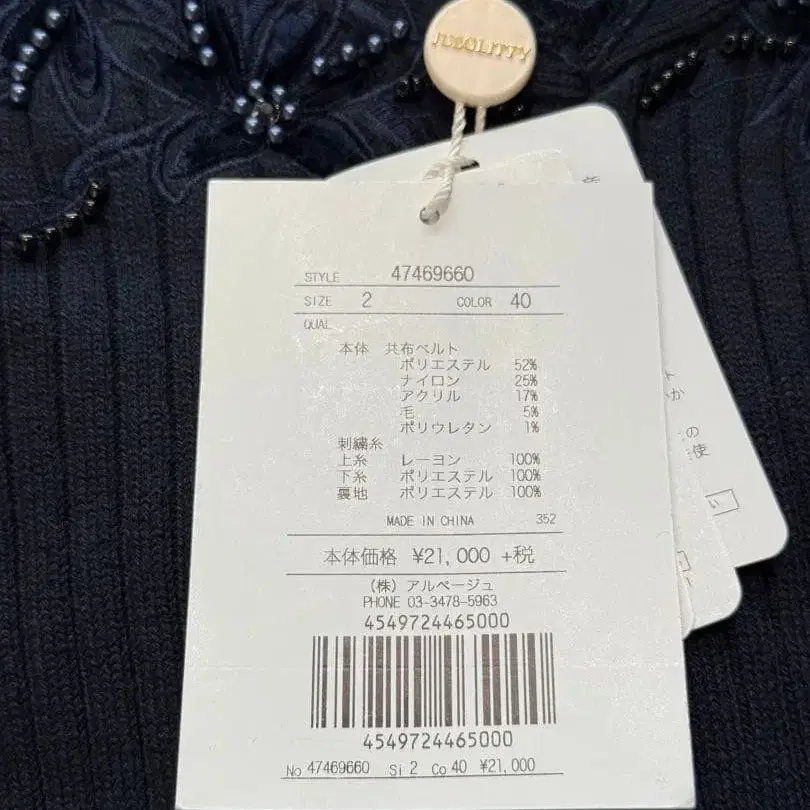 JUSGLITTY
STYLE 47469660
SIZE 2 COLOR 40
QUAL
本体 共布ベルト
ポリエステル 52%
ナイロン 25%
アクリル 17%
毛 5%
ポリウレタン 1%
刺繍糸
上糸 レーヨン 100%
下糸 ポリエステル 100%
裏地 ポリエステル 100%
MADE IN CHINA 352
本体価格 ¥21,000 +税
(株) アルページュ
PHONE 03-3478-5963
4549724465000
4549724465000
No 47469660 Si 2 Co 40 ¥21,000
か
の
使
い